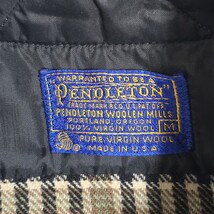 WARRANTED TO BE A
"PENDLETON"
TRADE MARK REG. U.S. PAT. OFF.
PENDLETON WOOLEN MILLS
PORTLAND, OREGON
100% VIRGIN WOOL M
PURE VIRGIN WOOL
MADE IN U.S.A.